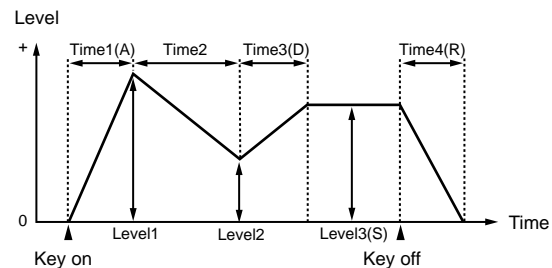 Level
+
Time1(A) Time2 Time3(D) Time4(R)
0
Time
Level1 Level2 Level3(S)
Key on Key off